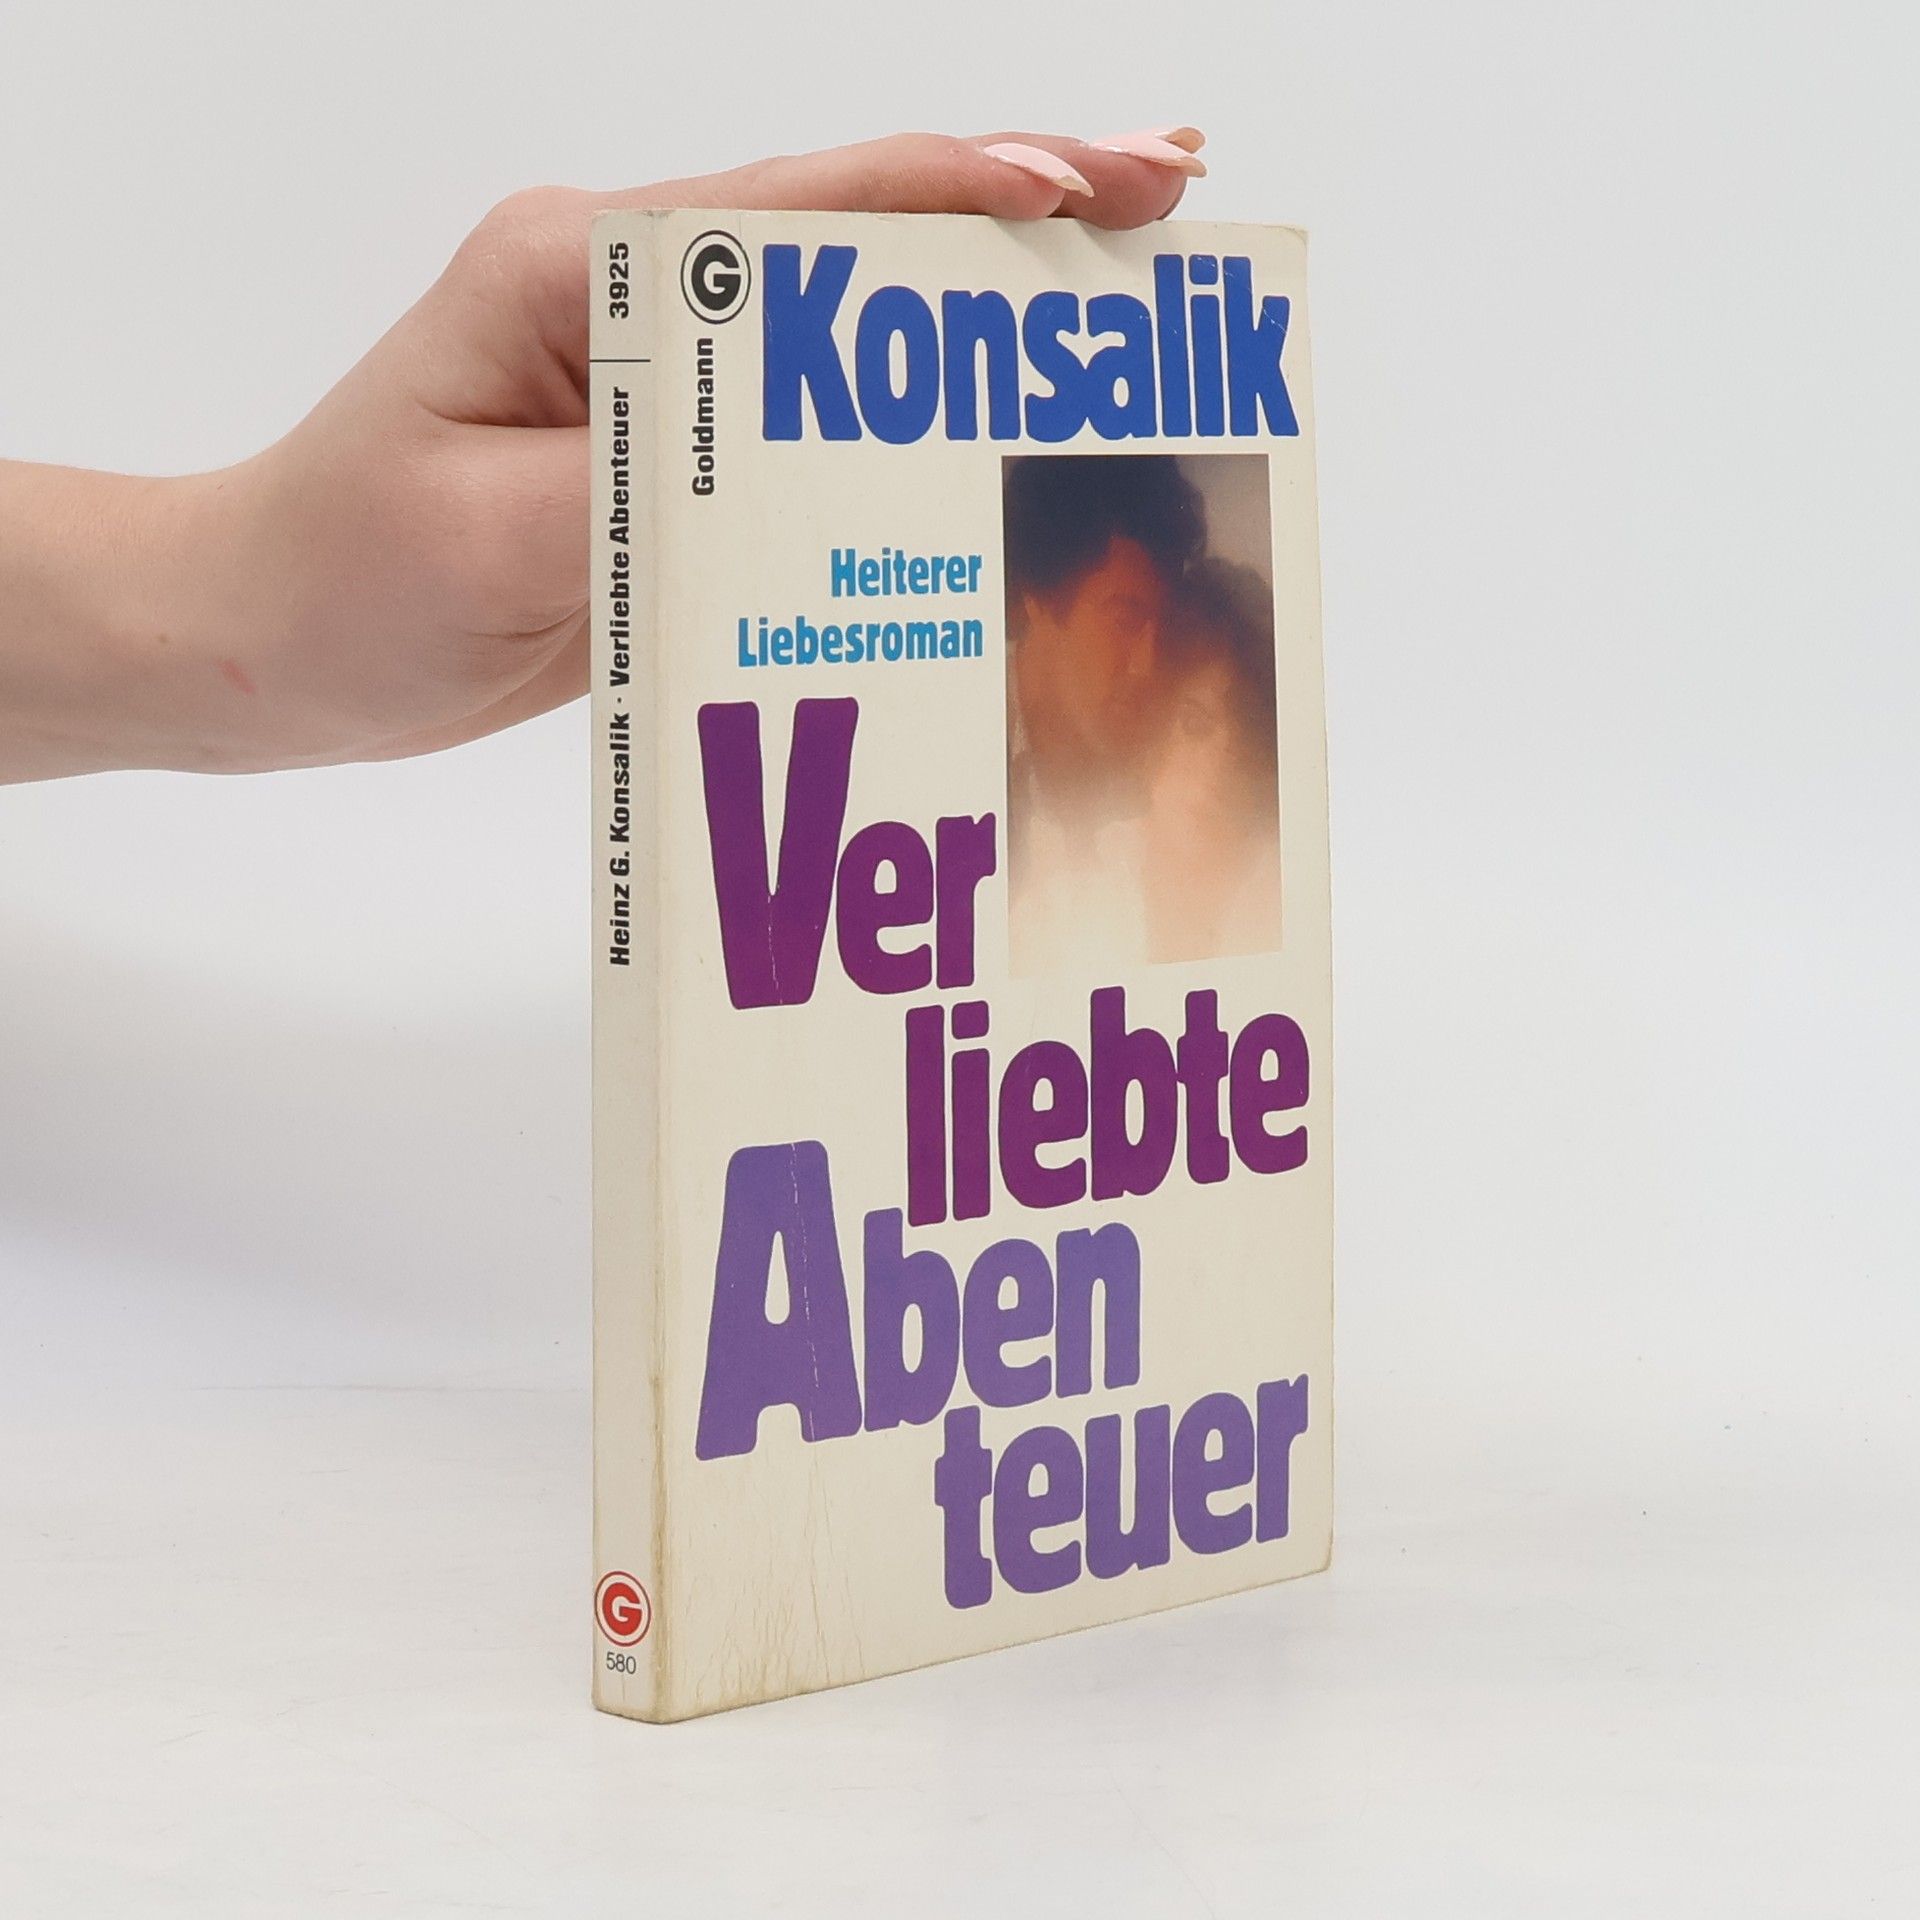 3925
Heinz G. Konsalik · Verliebte Abenteuer
G
580
G
Goldmann
Konsalik
Heiterer
Liebesroman
Ver
liebte
Aben
teuer